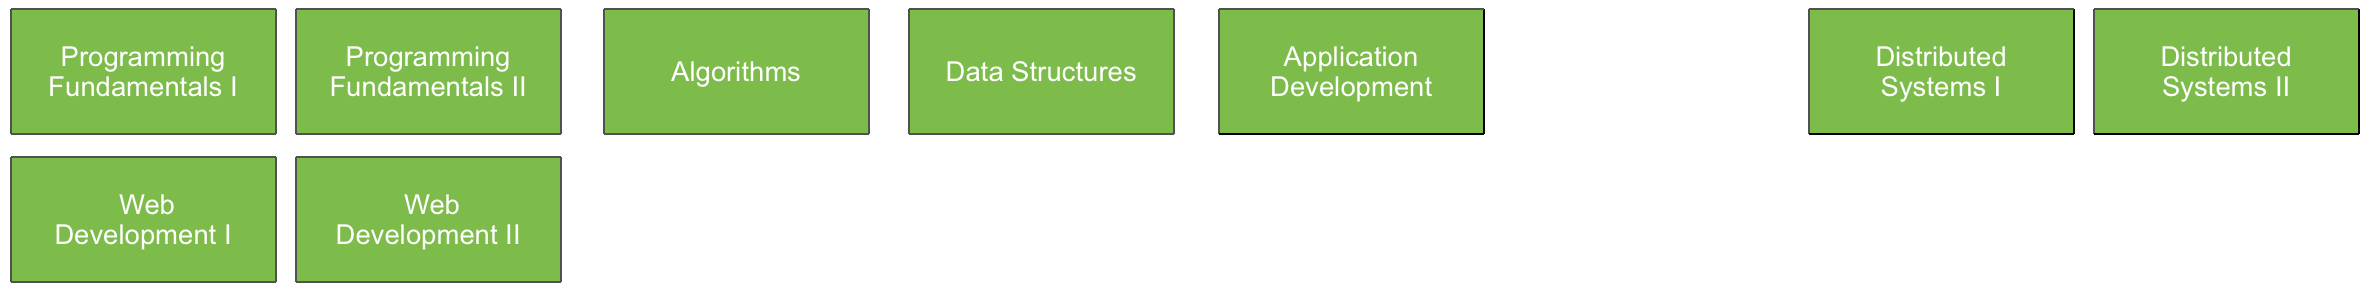 Programming
Fundamentals I
Programming
Fundamentals II
Algorithms
Data Structures
Application
Development
Distributed
Systems I
Distributed
Systems II
Web
Development I
Web
Development II